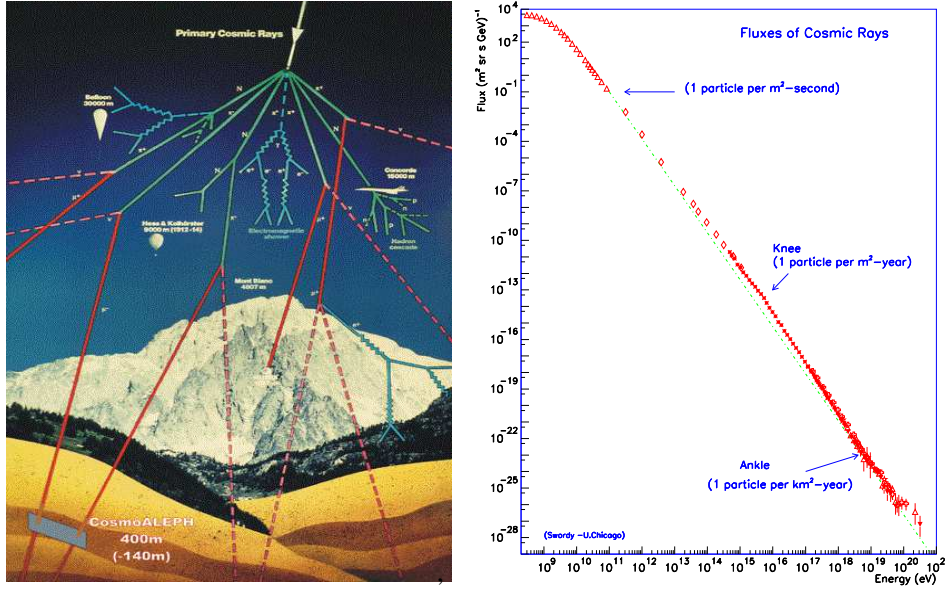 Primary Cosmic Rays
Balloon
30000 m
N
N
N
Concorde
15000 m
Hess & Kolhörster
9000 m (1912-14)
Electromagnetic
shower
Hadron
cascade
Mont Blanc
4807 m
CosmoALEPH
400m
(-140m)
,
Fluxes of Cosmic Rays
Flux (m² sr s GeV)⁻¹
10⁴
10²
10⁻¹
10⁻⁴
10⁻⁷
10⁻¹⁰
10⁻¹³
10⁻¹⁶
10⁻¹⁹
10⁻²²
10⁻²⁵
10⁻²⁸
(1 particle per m²–second)
Knee
(1 particle per m²–year)
Ankle
(1 particle per km²–year)
(Swordy –U.Chicago)
10⁹ 10¹⁰ 10¹¹ 10¹² 10¹³ 10¹⁴ 10¹⁵ 10¹⁶ 10¹⁷ 10¹⁸ 10¹⁹ 10²⁰ 10²
Energy (eV)